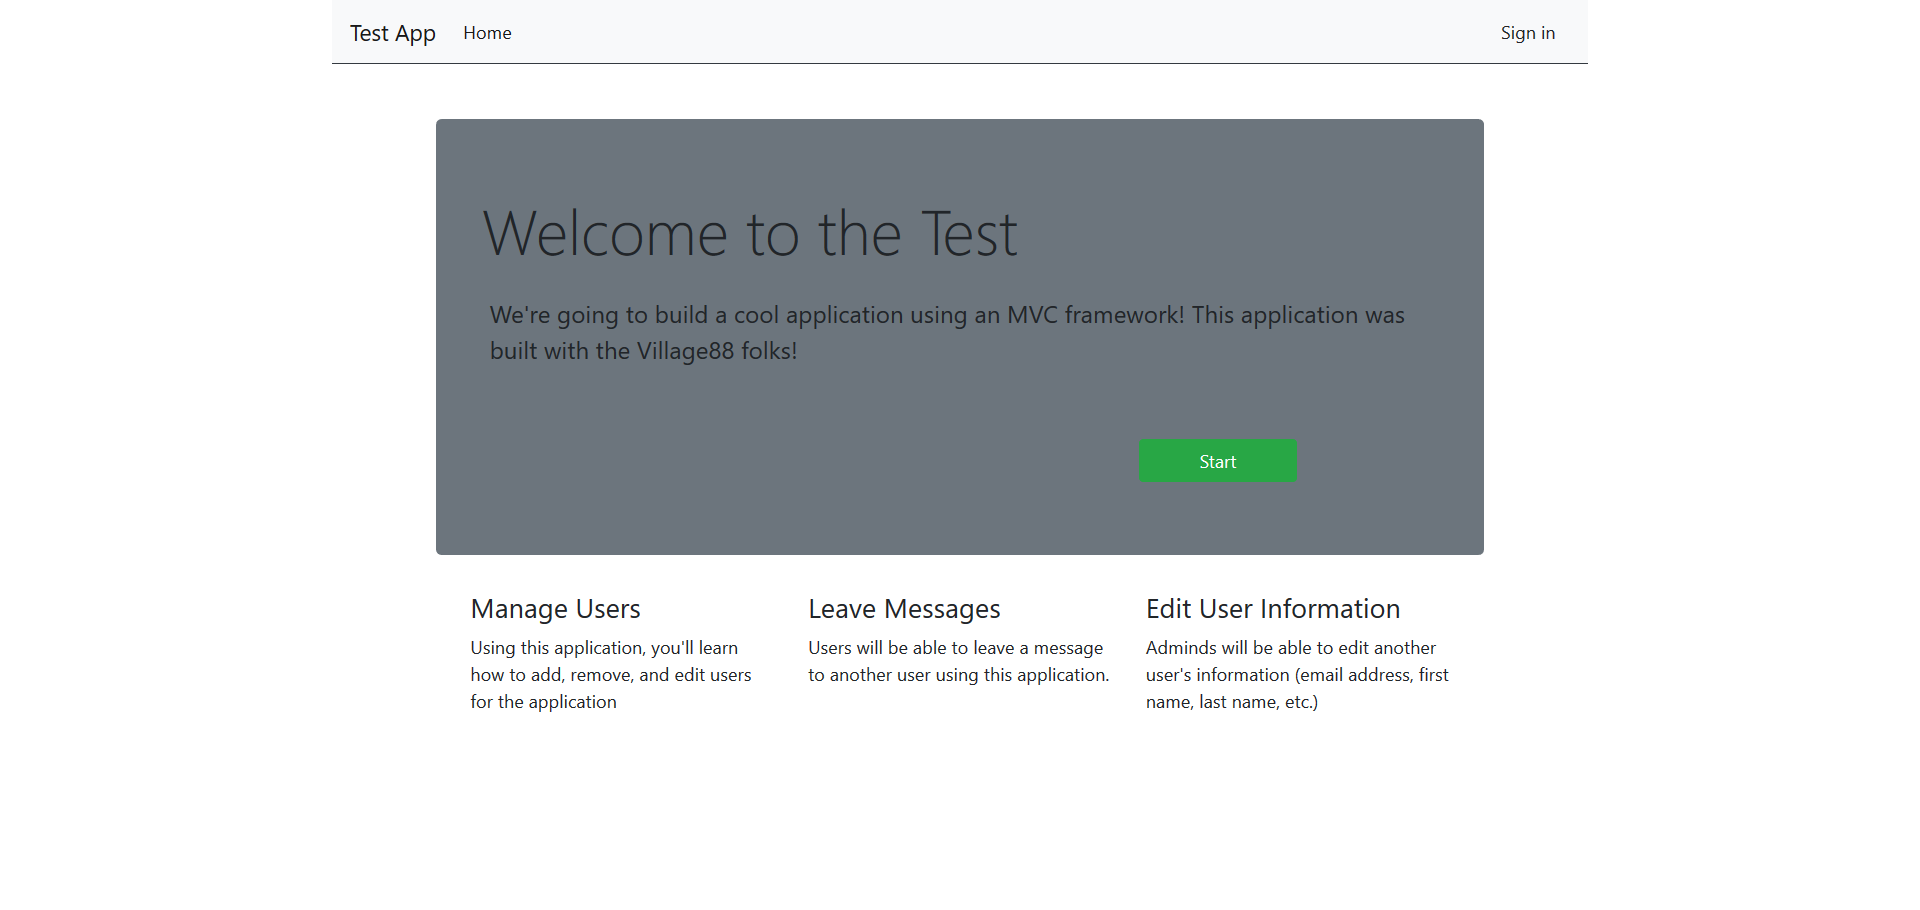 Test App Home Sign in
Welcome to the Test
We're going to build a cool application using an MVC framework! This application was
built with the Village88 folks!
Start
Manage Users
Using this application, you'll learn
how to add, remove, and edit users
for the application
Leave Messages
Users will be able to leave a message
to another user using this application.
Edit User Information
Adminds will be able to edit another
user's information (email address, first
name, last name, etc.)